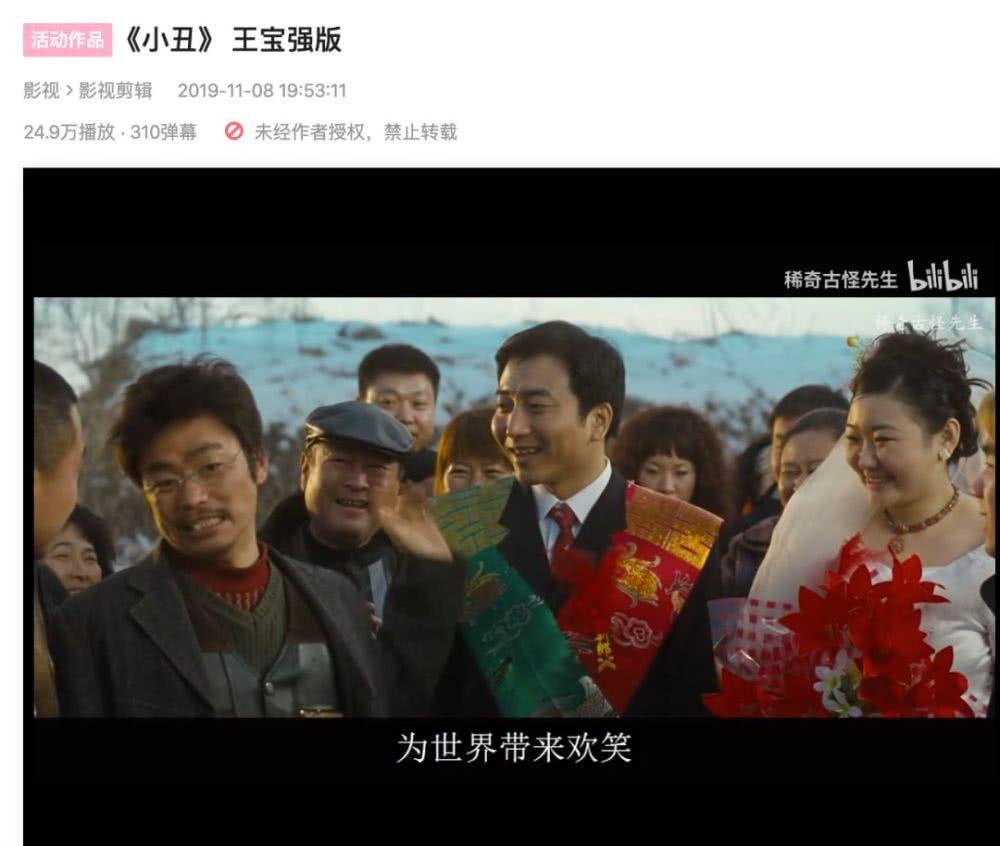 活动作品 《小丑》 王宝强版
影视 > 影视剪辑 2019-11-08 19:53:11
24.9万播放 · 310弹幕 未经作者授权，禁止转载
稀奇古怪先生 bilibili
稀奇古怪先生
为世界带来欢笑